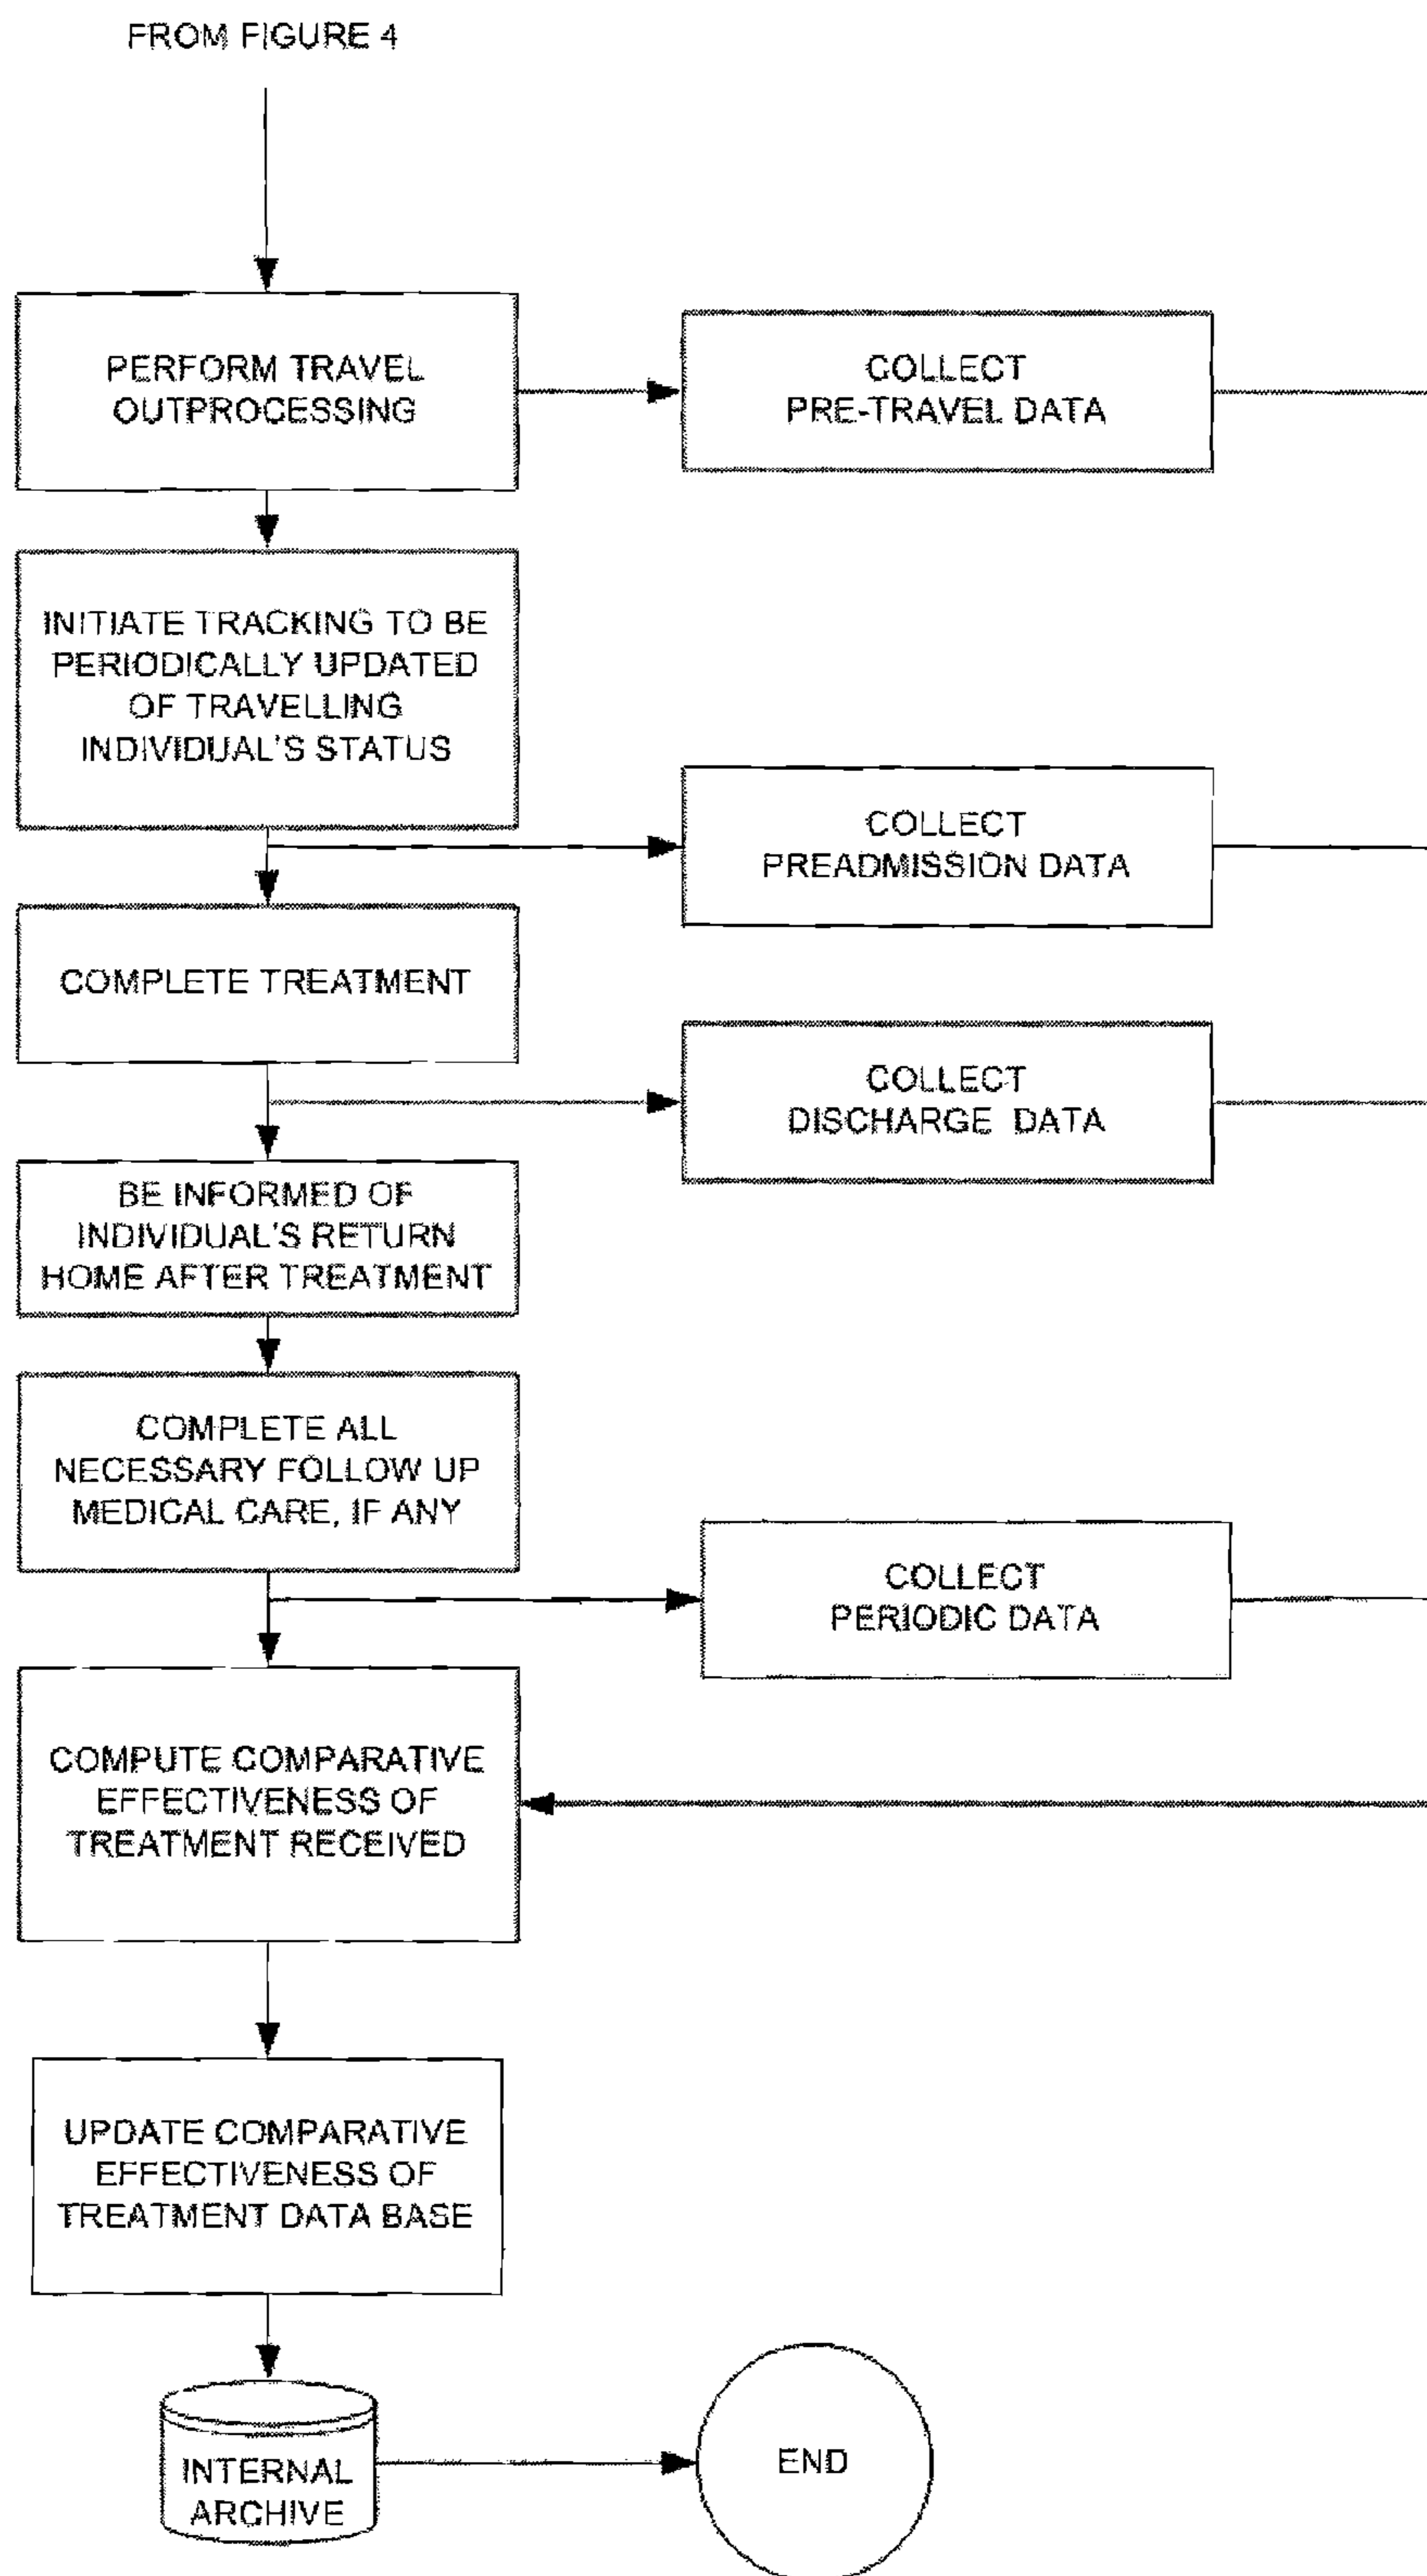 FROM FIGURE 4
PERFORM TRAVEL
OUTPROCESSING
COLLECT
PRE-TRAVEL DATA
INITIATE TRACKING TO BE
PERIODICALLY UPDATED
OF TRAVELLING
INDIVIDUAL'S STATUS
COLLECT
PREADMISSION DATA
COMPLETE TREATMENT
COLLECT
DISCHARGE DATA
BE INFORMED OF
INDIVIDUAL'S RETURN
HOME AFTER TREATMENT
COMPLETE ALL
NECESSARY FOLLOW UP
MEDICAL CARE, IF ANY
COLLECT
PERIODIC DATA
COMPUTE COMPARATIVE
EFFECTIVENESS OF
TREATMENT RECEIVED
UPDATE COMPARATIVE
EFFECTIVENESS OF
TREATMENT DATA BASE
INTERNAL
ARCHIVE
END